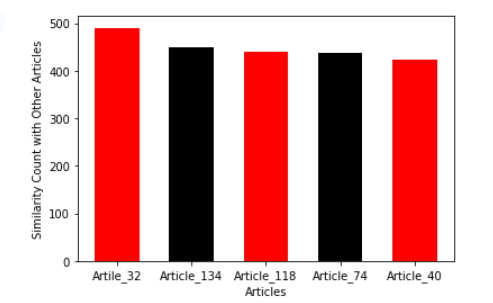 500
400
300
200
100
0
Similarity Count with Other Articles
Artile_32 Article_134 Article_118 Article_74 Article_40
Articles